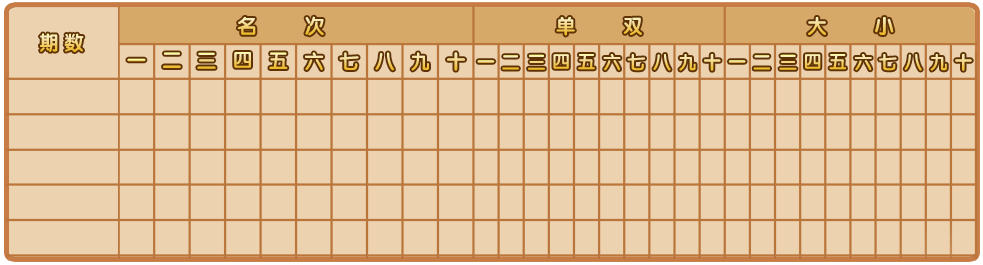 期数 名次 单双 大小
一 二 三 四 五 六 七 八 九 十 一 二 三 四 五 六 七 八 九 十 一 二 三 四 五 六 七 八 九 十